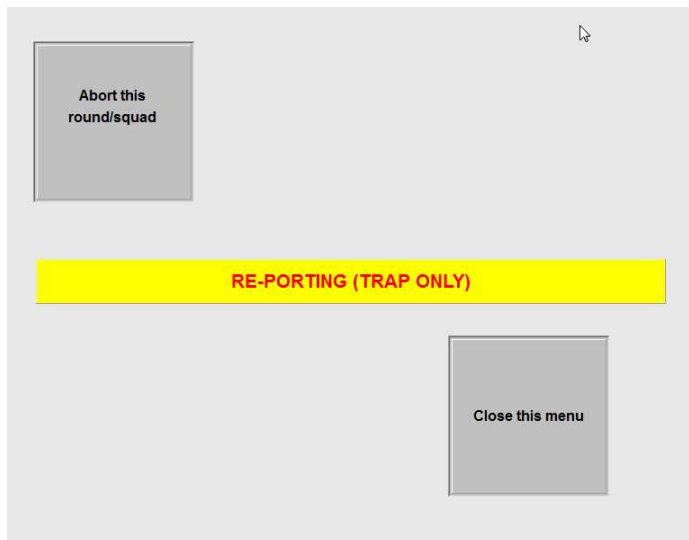 Abort this
round/squad
RE-PORTING (TRAP ONLY)
Close this menu